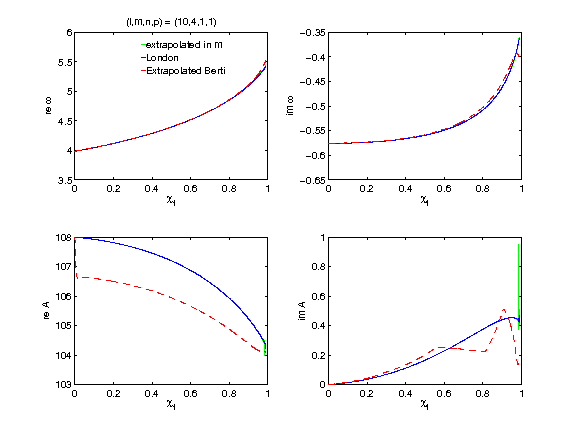 (l,m,n,p) = (10,4,1,1)
6
5.5
5
4.5
4
3.5
re ω
extrapolated in m
London
Extrapolated Berti
0 0.2 0.4 0.6 0.8 1
χf
−0.35
−0.4
−0.45
−0.5
−0.55
−0.6
−0.65
im ω
0 0.2 0.4 0.6 0.8 1
χf
108
107
106
105
104
103
re A
0 0.2 0.4 0.6 0.8 1
χf
1
0.8
0.6
0.4
0.2
0
im A
0 0.2 0.4 0.6 0.8 1
χf